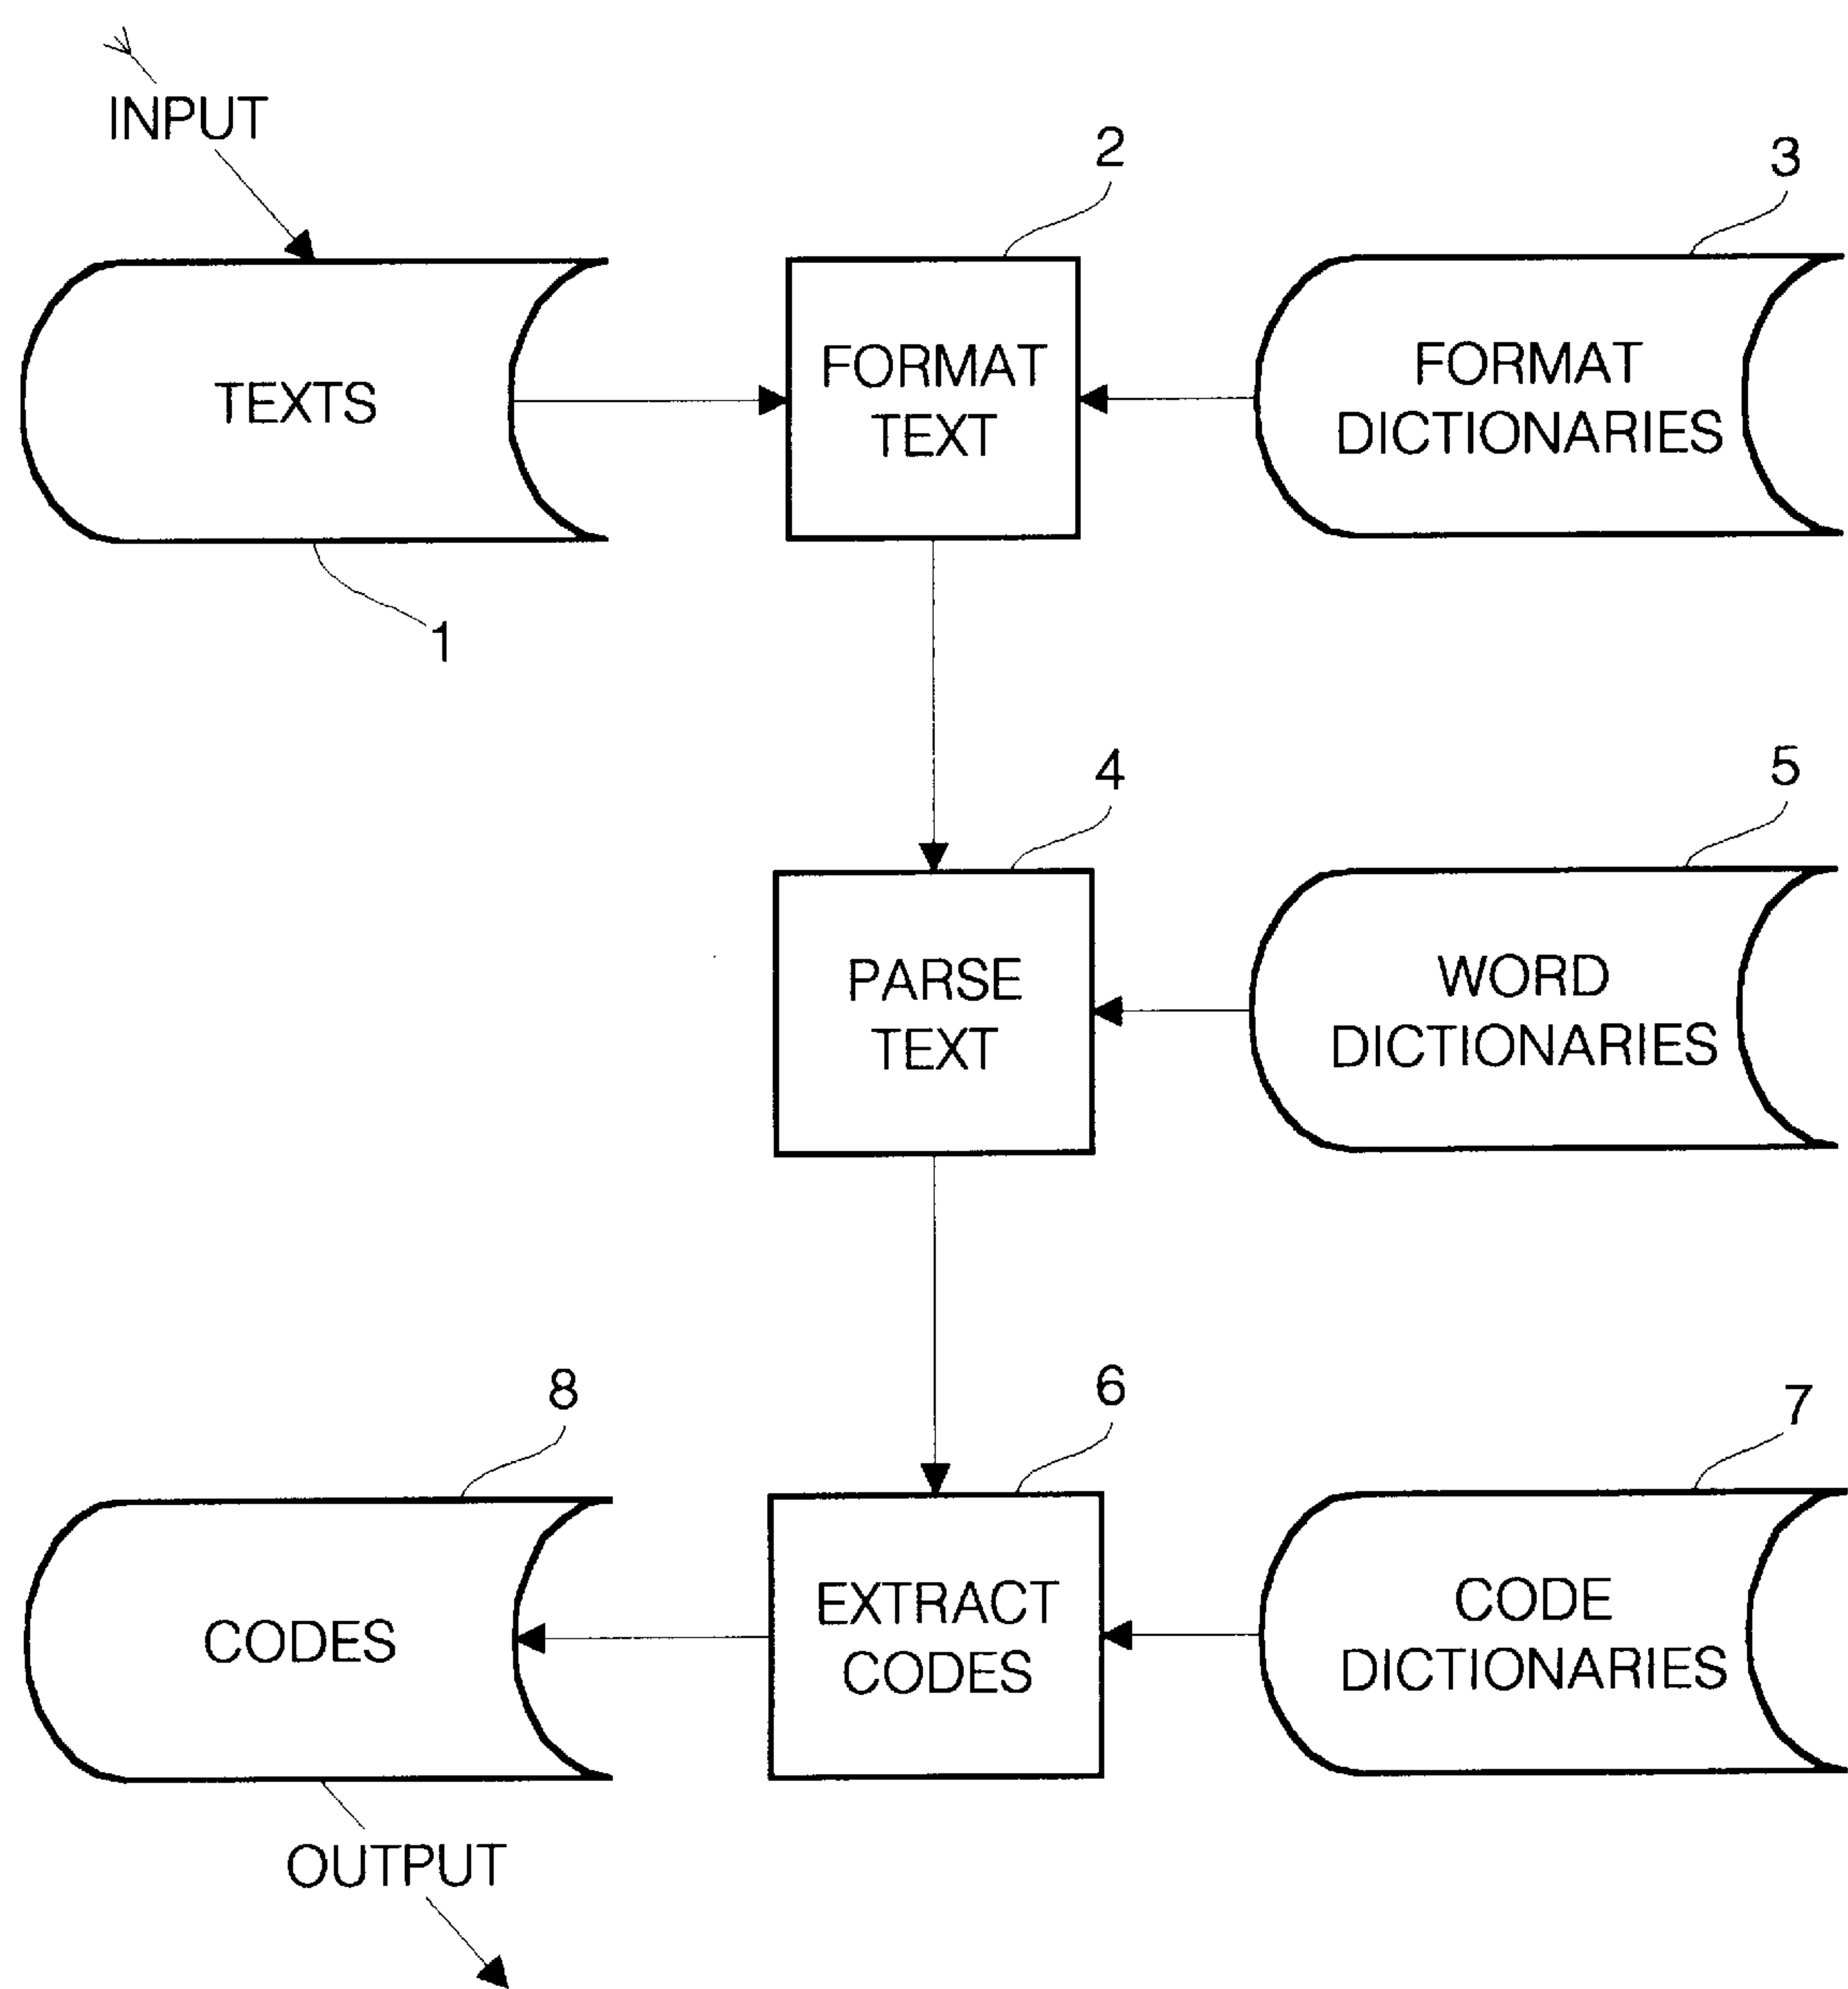 INPUT
2
3
TEXTS
FORMAT
TEXT
FORMAT
DICTIONARIES
1
4
5
PARSE
TEXT
WORD
DICTIONARIES
8
6
7
CODES
EXTRACT
CODES
CODE
DICTIONARIES
OUTPUT